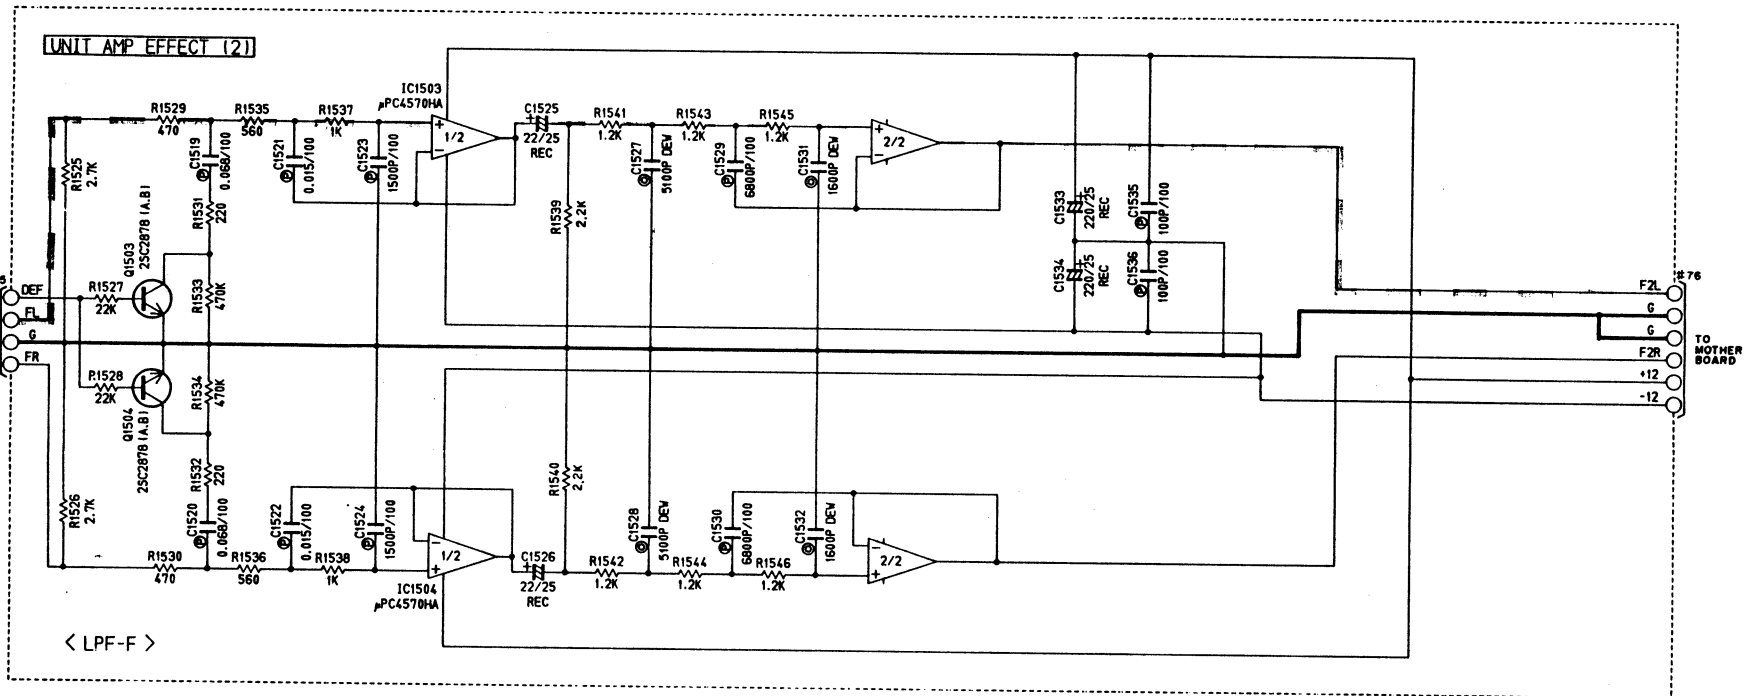 UNIT AMP EFFECT (2)
IC1503
μPC4570HA
R1529
470
R1535
560
R1537
1K
1/2
C1525
22/25
REC
R1541
1.2K
R1543
1.2K
R1545
1.2K
2/2
R1525
2.7K
C1519
0.068/100
C1521
0.015/100
C1523
1500P/100
C1527
5100P DEW
C1529
6800P/100
C1531
1600P DEW
R1531
220
R1539
2.2K
C1533
220/25
REC
C1535
100P/100
Q1503
2SC2878(A.B)
C1534
220/25
REC
C1536
100P/100
DEF
R1527
22K
R1533
470K
FL
G
FR
R1528
22K
R1534
470K
Q1504
2SC2878(A.B)
#76
F2L
G
G
F2R
+12
-12
TO
MOTHER
BOARD
R1532
220
R1540
2.2K
R1526
2.7K
C1520
0.068/100
C1522
0.015/100
C1524
1500P/100
C1528
5100P DEW
C1530
6800P/100
C1532
1600P DEW
R1530
470
R1536
560
R1538
1K
1/2
C1526
22/25
REC
R1542
1.2K
R1544
1.2K
R1546
1.2K
2/2
IC1504
μPC4570HA
< LPF-F >